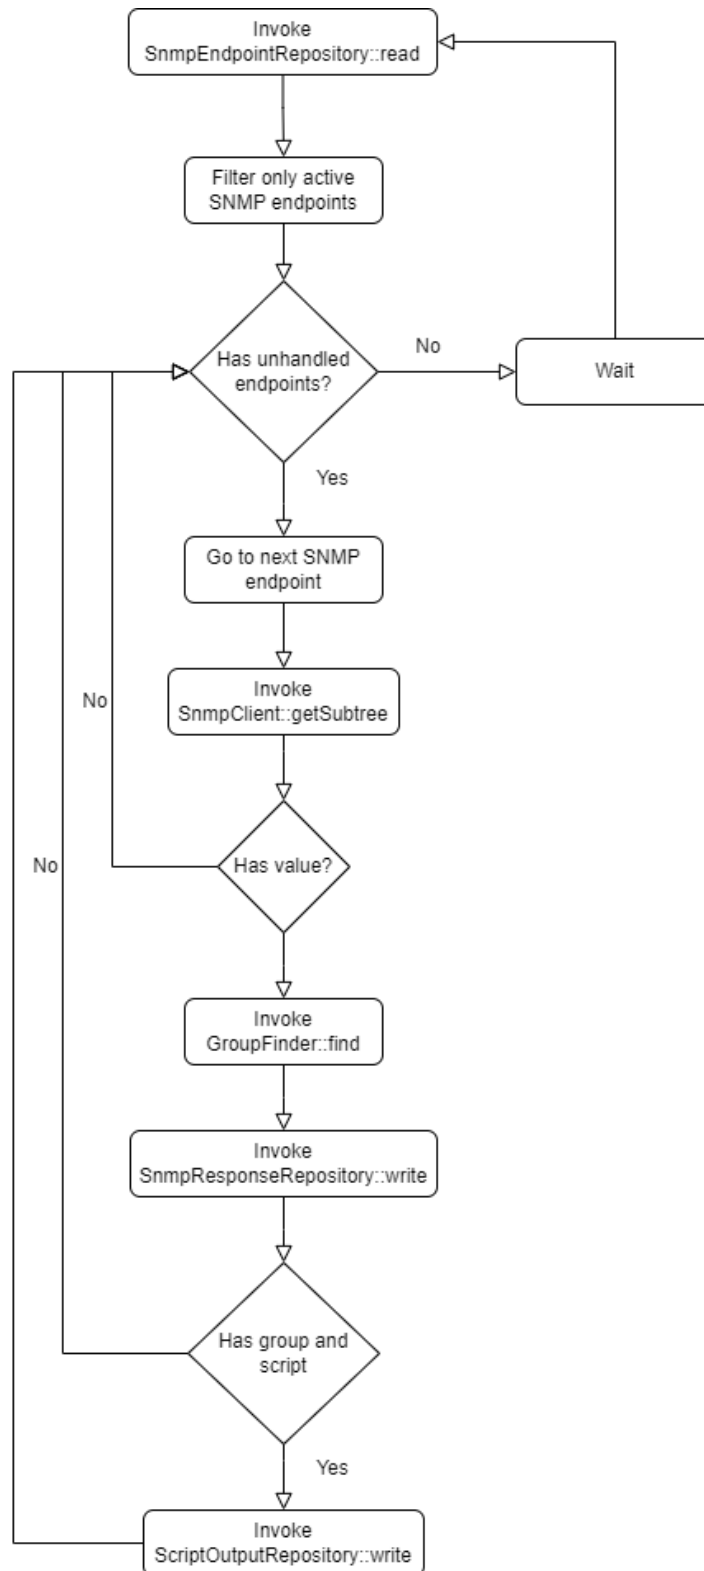 Invoke
SnmpEndpointRepository::read
Filter only active
SNMP endpoints
Has unhandled
endpoints?
No
Wait
Yes
Go to next SNMP
endpoint
Invoke
SnmpClient::getSubtree
No
Has value?
No
Invoke
GroupFinder::find
Invoke
SnmpResponseRepository::write
Has group and
script
Yes
Invoke
ScriptOutputRepository::write